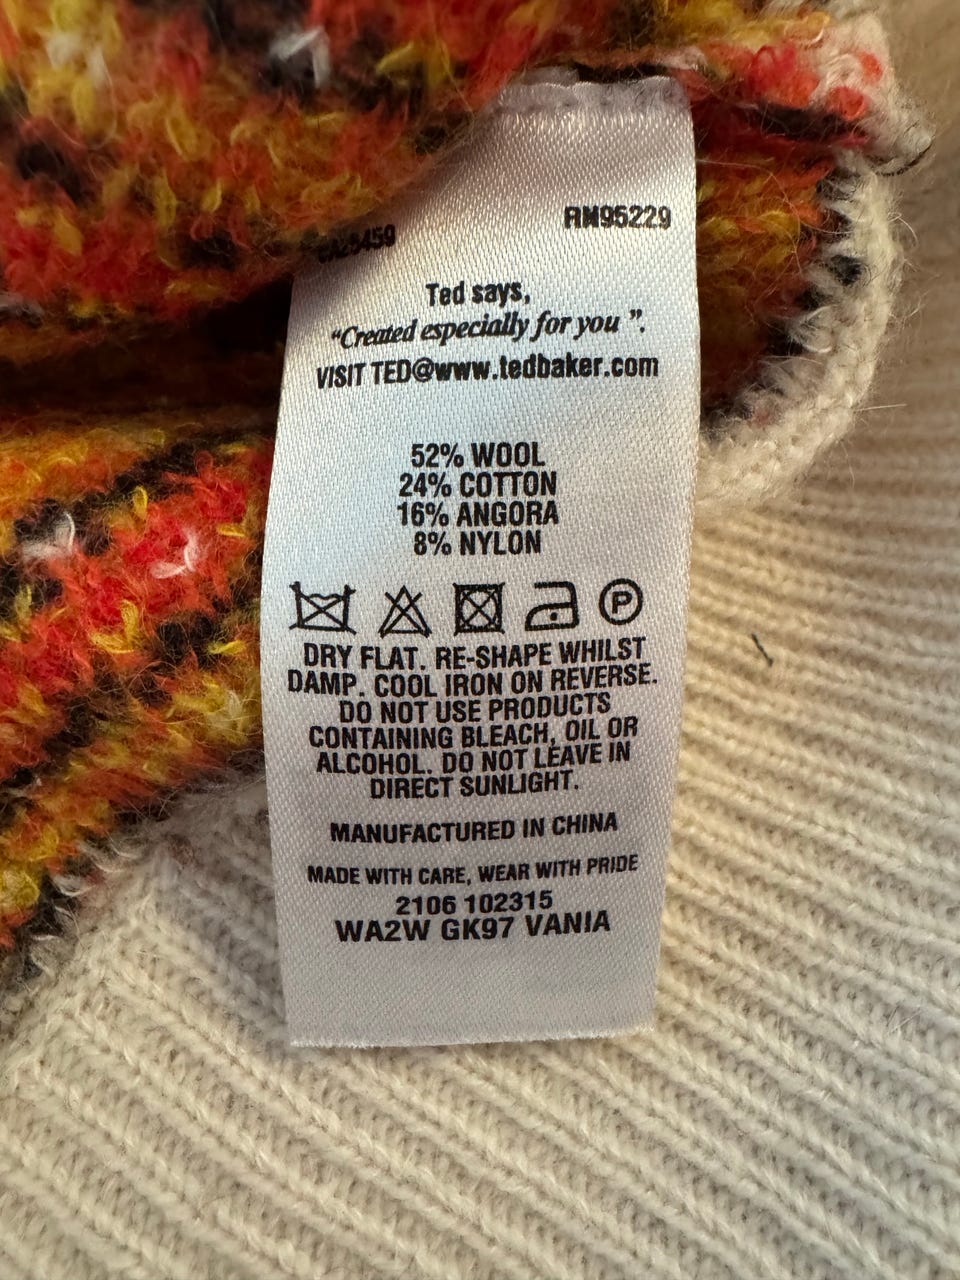 RN95229
Ted says,
“Created especially for you ”.
VISIT TED@www.tedbaker.com
52% WOOL
24% COTTON
16% ANGORA
8% NYLON
P
DRY FLAT. RE-SHAPE WHILST
DAMP. COOL IRON ON REVERSE.
DO NOT USE PRODUCTS
CONTAINING BLEACH, OIL OR
ALCOHOL. DO NOT LEAVE IN
DIRECT SUNLIGHT.
MANUFACTURED IN CHINA
MADE WITH CARE, WEAR WITH PRIDE
2106 102315
WA2W GK97 VANIA